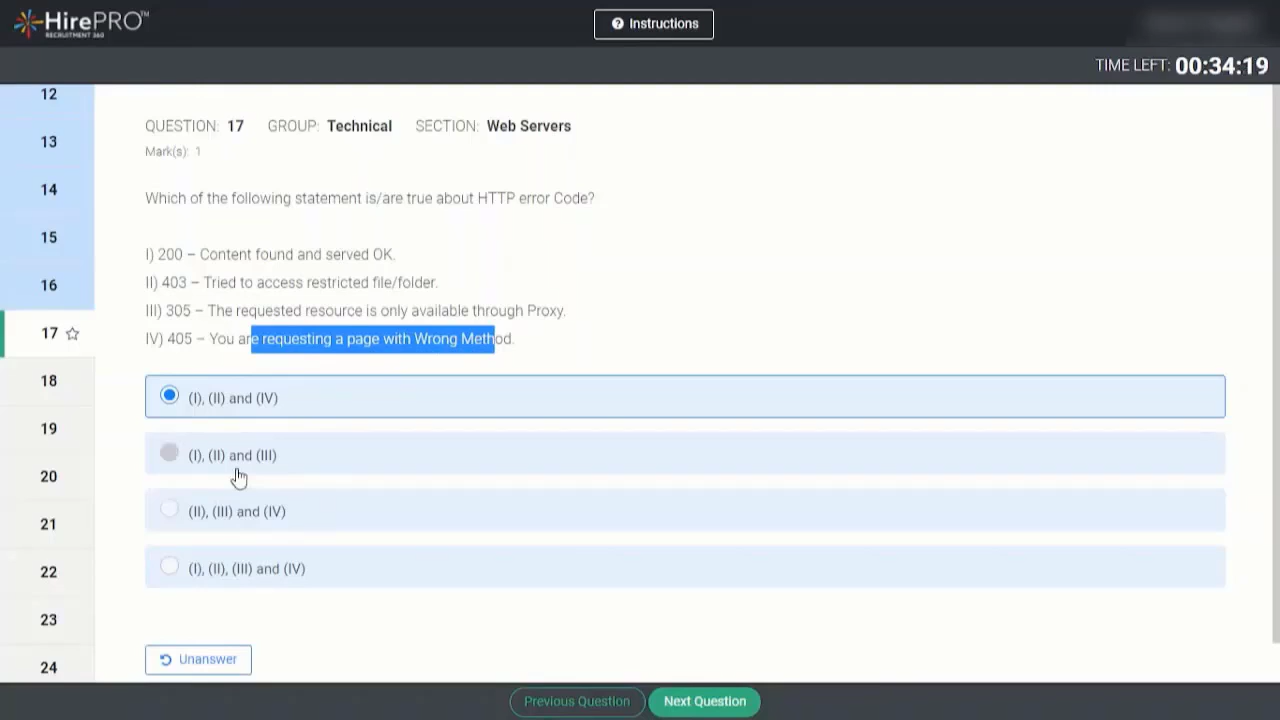 HirePRO™
RECRUITMENT 360
Instructions
TIME LEFT: 00:34:19
12
13
14
15
16
17
18
19
20
21
22
23
24
QUESTION: 17 GROUP: Technical SECTION: Web Servers
Mark(s): 1
Which of the following statement is/are true about HTTP error Code?
I) 200 – Content found and served OK.
II) 403 – Tried to access restricted file/folder.
III) 305 – The requested resource is only available through Proxy.
IV) 405 – You are requesting a page with Wrong Method.
(I), (II) and (IV)
(I), (II) and (III)
(II), (III) and (IV)
(I), (II), (III) and (IV)
Unanswer
Previous Question
Next Question